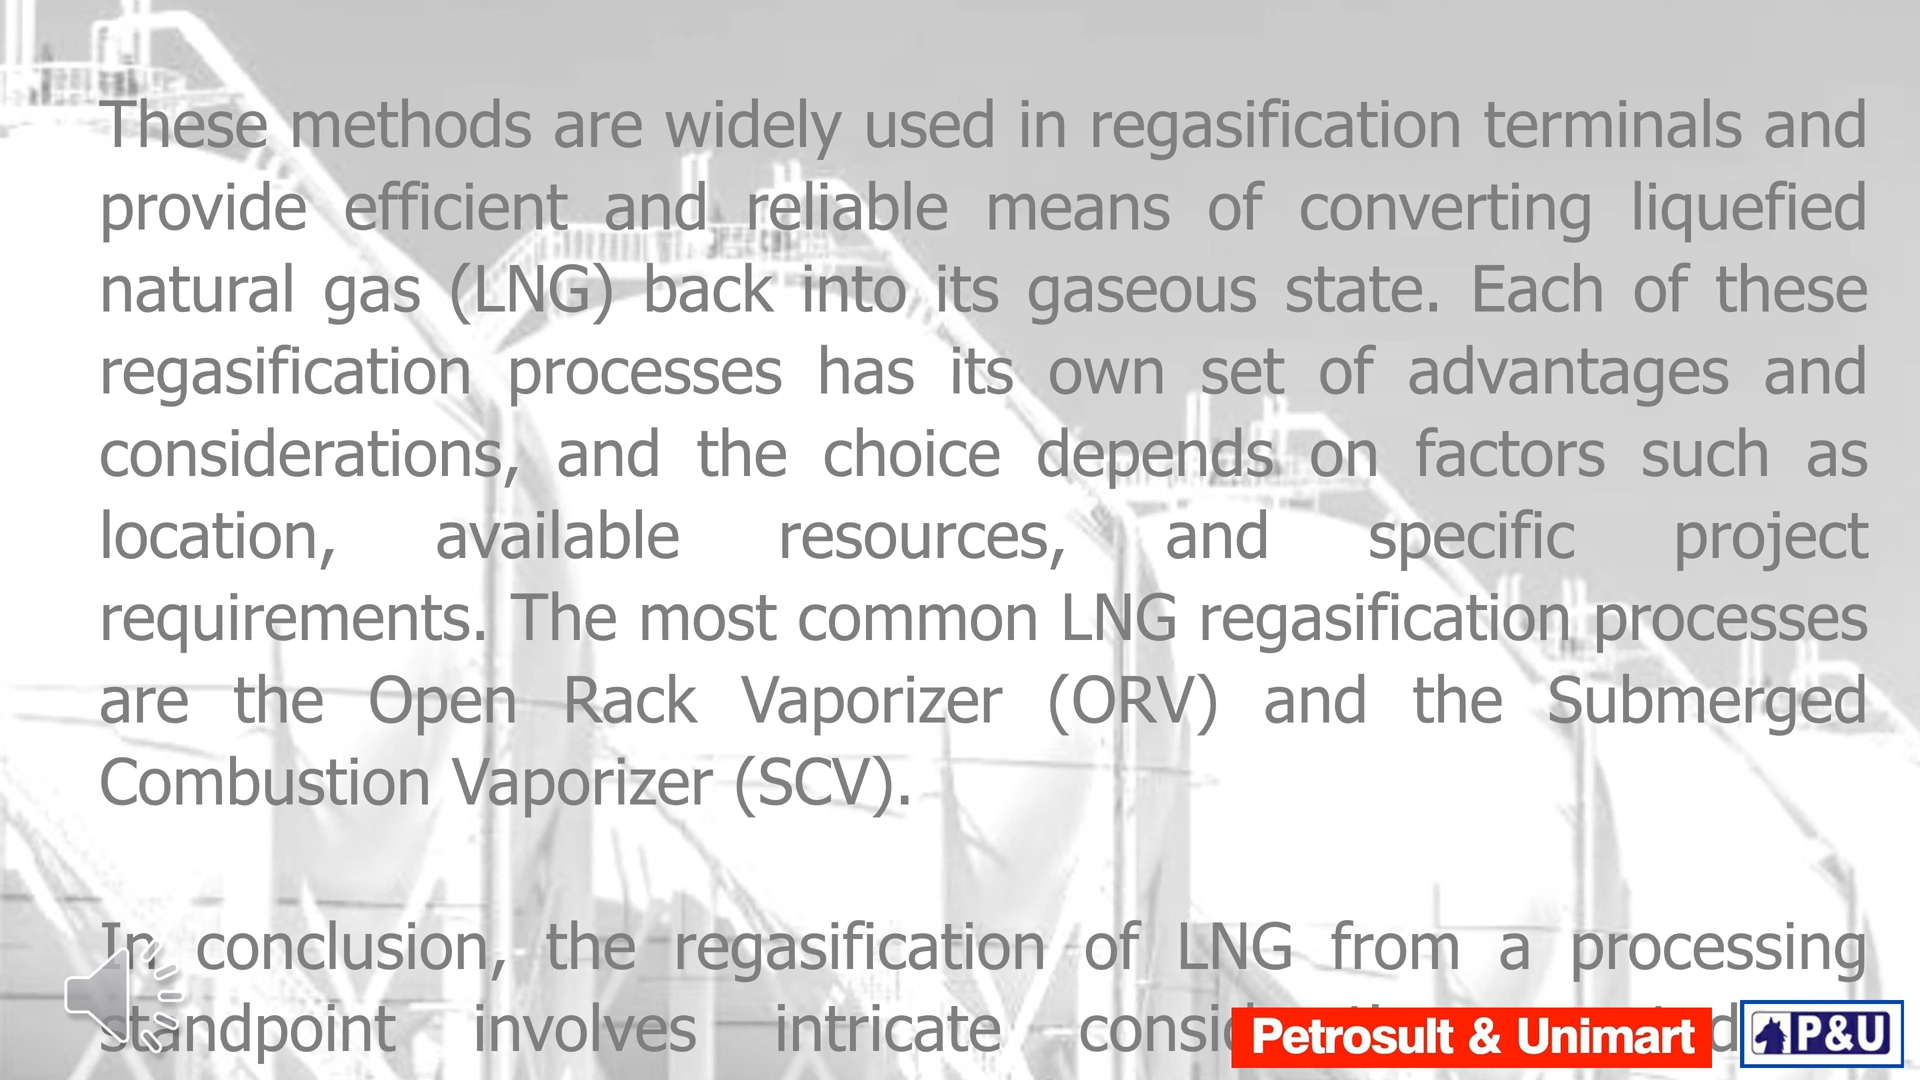 These methods are widely used in regasification terminals and
provide efficient and reliable means of converting liquefied
natural gas (LNG) back into its gaseous state. Each of these
regasification processes has its own set of advantages and
considerations, and the choice depends on factors such as
location, available resources, and specific project
requirements. The most common LNG regasification processes
are the Open Rack Vaporizer (ORV) and the Submerged
Combustion Vaporizer (SCV).
In conclusion, the regasification of LNG from a processing
standpoint involves intricate
Petrosult & Unimart
P&U